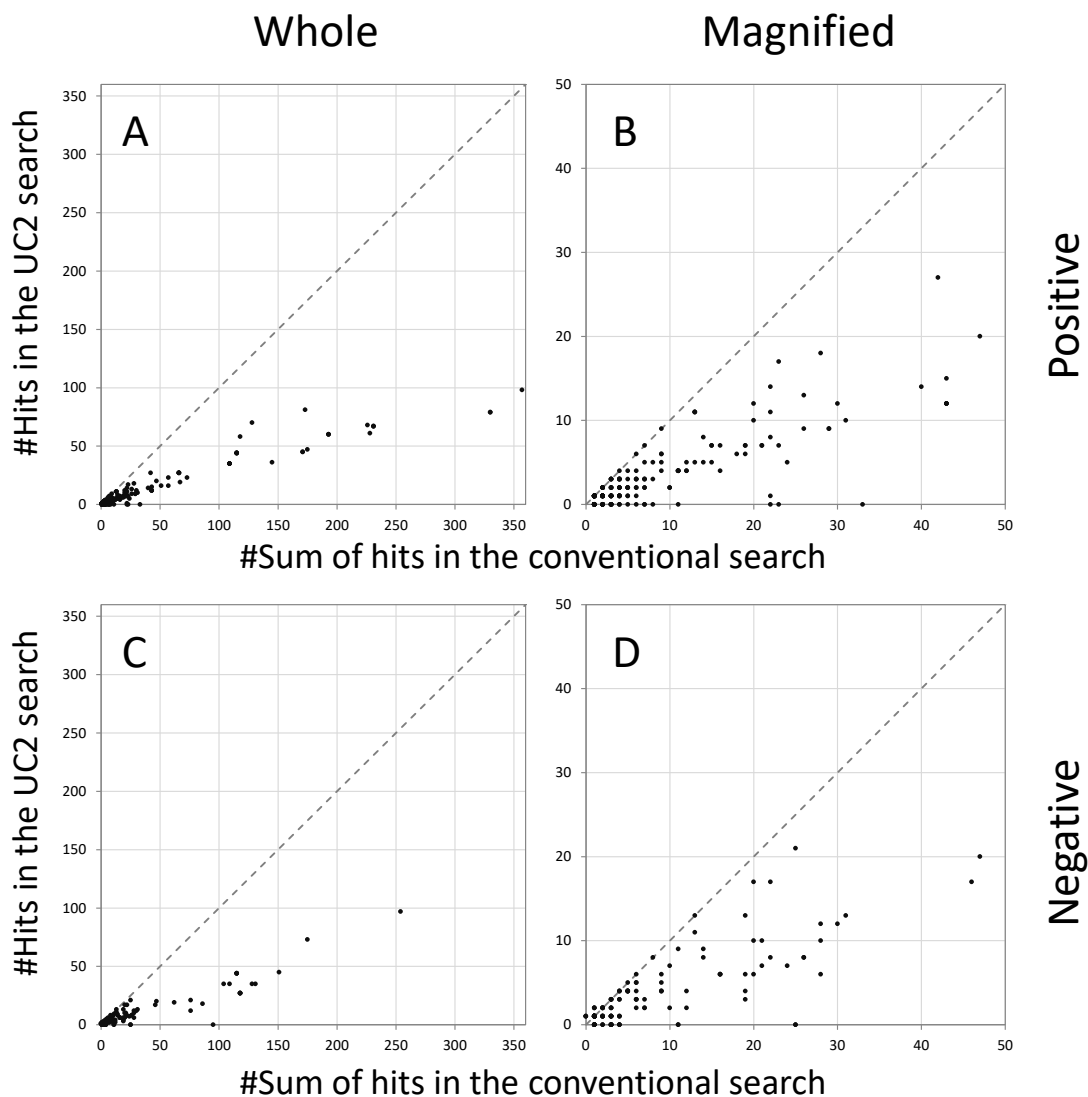 Whole
Magnified
#Hits in the UC2 search
350
300
250
200
150
100
50
0
A
0 50 100 150 200 250 300 350
50
40
30
20
10
0
B
0 10 20 30 40 50
Positive
#Sum of hits in the conventional search
#Hits in the UC2 search
350
300
250
200
150
100
50
0
C
0 50 100 150 200 250 300 350
50
40
30
20
10
0
D
0 10 20 30 40 50
Negative
#Sum of hits in the conventional search